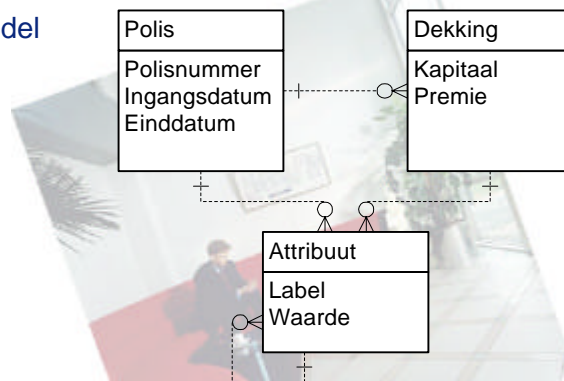 del
Polis
Polisnummer
Ingangsdatum
Einddatum
Dekking
Kapitaal
Premie
Attribuut
Label
Waarde